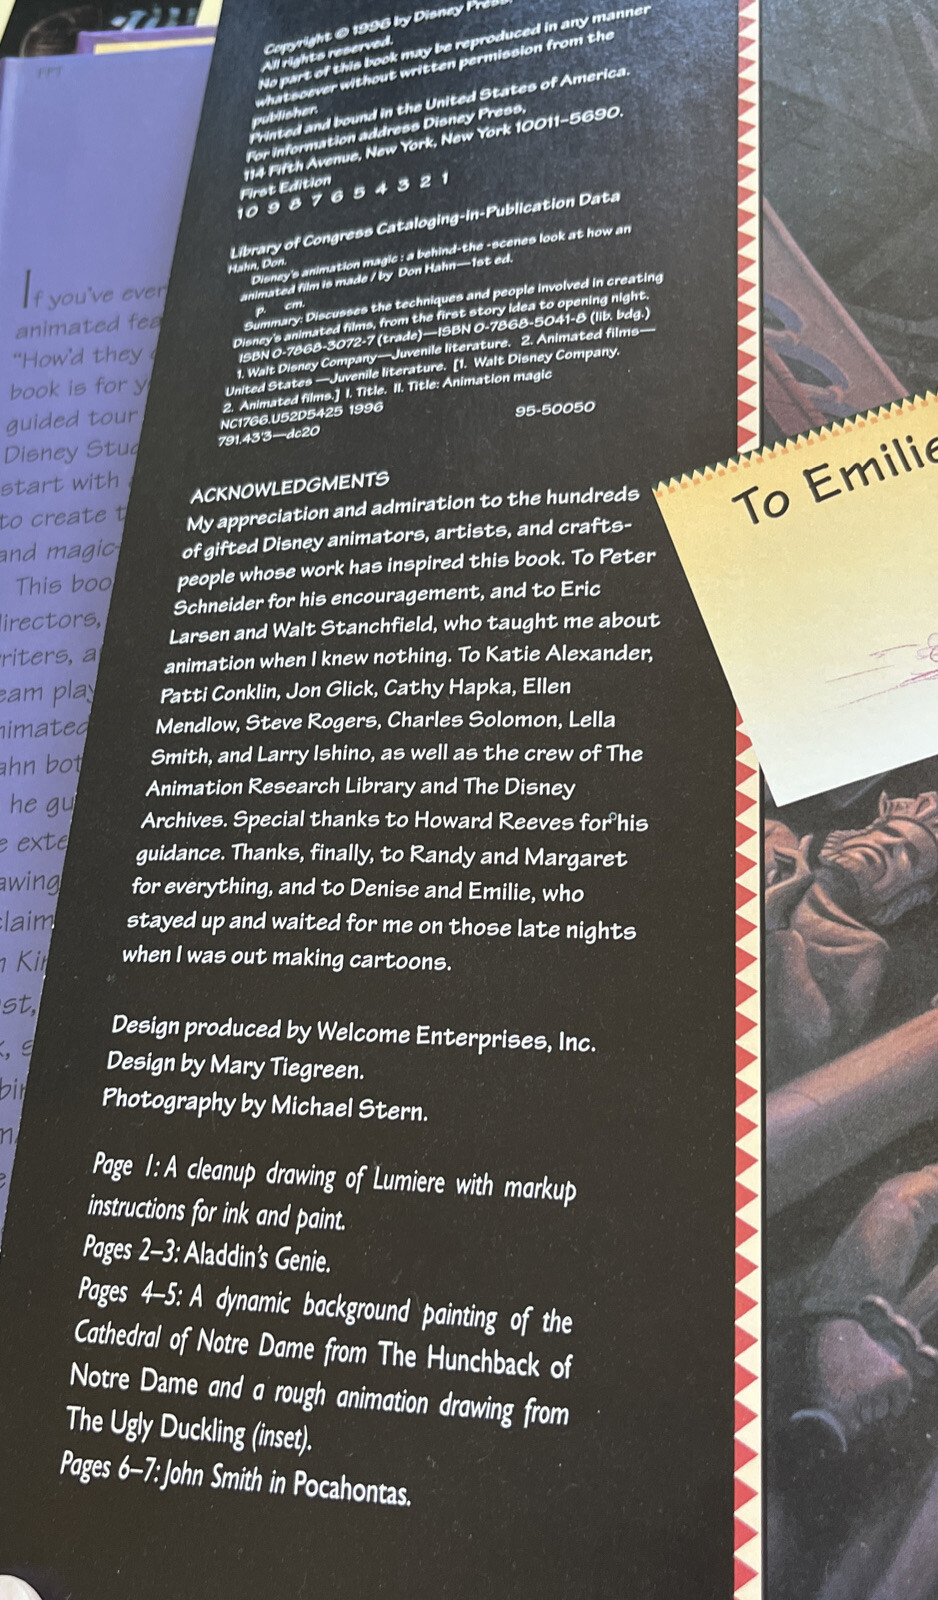 Copyright © 1996 by Disney Press.
All rights reserved.
No part of this book may be reproduced in any manner
whatsoever without written permission from the
publisher.
Printed and bound in the United States of America.
For information address Disney Press,
114 Fifth Avenue, New York, New York 10011-5690.
First Edition
10 9 8 7 6 5 4 3 2 1
Library of Congress Cataloging-in-Publication Data
Hahn, Don.
Disney's animation magic : a behind-the -scenes look at how an
animated film is made / by Don Hahn—1st ed.
p. cm.
Summary: Discusses the techniques and people involved in creating
Disney's animated films, from the first story idea to opening night.
ISBN 0-7868-3072-7 (trade)—ISBN 0-7868-5041-8 (lib. bdg.)
1. Walt Disney Company—Juvenile literature. 2. Animated films—
United States —Juvenile literature. [1. Walt Disney Company.
2. Animated films.] I. Title. II. Title: Animation magic
NC1766.U52D5425 1996
791.43'3—dc20 95-50050
ACKNOWLEDGMENTS
My appreciation and admiration to the hundreds
of gifted Disney animators, artists, and crafts-
people whose work has inspired this book. To Peter
Schneider for his encouragement, and to Eric
Larsen and Walt Stanchfield, who taught me about
animation when I knew nothing. To Katie Alexander,
Patti Conklin, Jon Glick, Cathy Hapka, Ellen
Mendlow, Steve Rogers, Charles Solomon, Lella
Smith, and Larry Ishino, as well as the crew of The
Animation Research Library and The Disney
Archives. Special thanks to Howard Reeves for his
guidance. Thanks, finally, to Randy and Margaret
for everything, and to Denise and Emilie, who
stayed up and waited for me on those late nights
when I was out making cartoons.
Design produced by Welcome Enterprises, Inc.
Design by Mary Tiegreen.
Photography by Michael Stern.
Page 1: A cleanup drawing of Lumiere with markup
instructions for ink and paint.
Pages 2–3: Aladdin's Genie.
Pages 4–5: A dynamic background painting of the
Cathedral of Notre Dame from The Hunchback of
Notre Dame and a rough animation drawing from
The Ugly Duckling (inset).
Pages 6–7: John Smith in Pocahontas.
To Emilie
If you've ever
animated fea
"How'd they
book is for y
guided tour
Disney Stud
start with
to create t
and magic
This boo
irectors,
riters, a
eam play
nimated
ahn bot
he gu
e exte
awing
claim
n Kin
st,